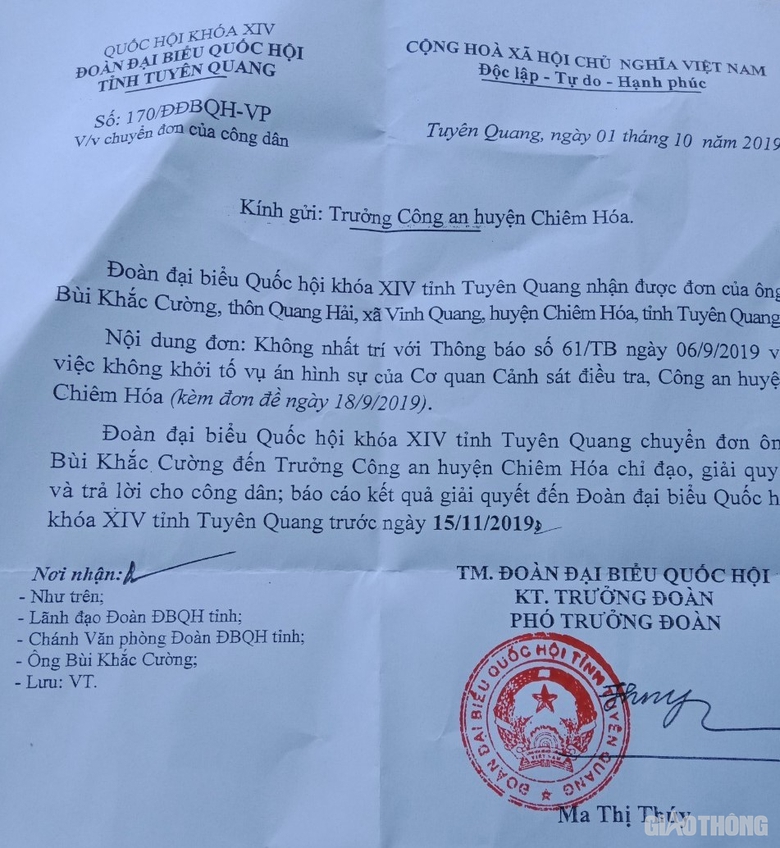 QUỐC HỘI KHÓA XIV
ĐOÀN ĐẠI BIỂU QUỐC HỘI
TỈNH TUYÊN QUANG
Số: 170/ĐĐBQH-VP
V/v chuyển đơn của công dân
CỘNG HOÀ XÃ HỘI CHỦ NGHĨA VIỆT NAM
Độc lập - Tự do - Hạnh phúc
Tuyên Quang, ngày 01 tháng 10 năm 2019
Kính gửi: Trưởng Công an huyện Chiêm Hóa.
Đoàn đại biểu Quốc hội khóa XIV tỉnh Tuyên Quang nhận được đơn của ông
Bùi Khắc Cường, thôn Quang Hải, xã Vinh Quang, huyện Chiêm Hóa, tỉnh Tuyên Quang
Nội dung đơn: Không nhất trí với Thông báo số 61/TB ngày 06/9/2019 v
việc không khởi tố vụ án hình sự của Cơ quan Cảnh sát điều tra, Công an huyệ
Chiêm Hóa (kèm đơn đề ngày 18/9/2019).
Đoàn đại biểu Quốc hội khóa XIV tỉnh Tuyên Quang chuyển đơn ôn
Bùi Khắc Cường đến Trưởng Công an huyện Chiêm Hóa chỉ đạo, giải quy
và trả lời cho công dân; báo cáo kết quả giải quyết đến Đoàn đại biểu Quốc h
khóa XIV tỉnh Tuyên Quang trước ngày 15/11/2019
Nơi nhận:
- Như trên;
- Lãnh đạo Đoàn ĐBQH tỉnh;
- Chánh Văn phòng Đoàn ĐBQH tỉnh;
- Ông Bùi Khắc Cường;
- Lưu: VT.
TM. ĐOÀN ĐẠI BIỂU QUỐC HỘI
KT. TRƯỞNG ĐOÀN
PHÓ TRƯỞNG ĐOÀN
ĐOÀN ĐẠI BIỂU QUỐC HỘI TỈNH TUYÊN QUANG
VIỆT NAM
Ma Thị Thúy
GIAO THÔNG